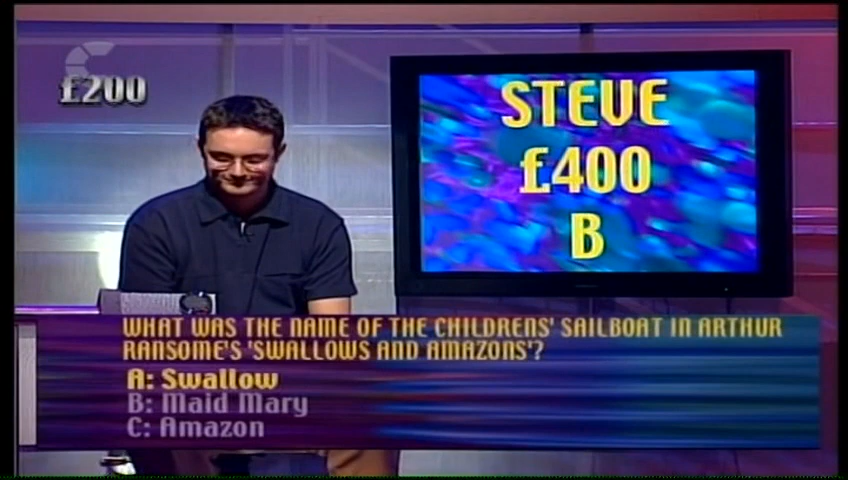 £200
STEVE
£400
B
WHAT WAS THE NAME OF THE CHILDRENS' SAILBOAT IN ARTHUR
RANSOME'S 'SWALLOWS AND AMAZONS'?
A: Swallow
B: Maid Mary
C: Amazon